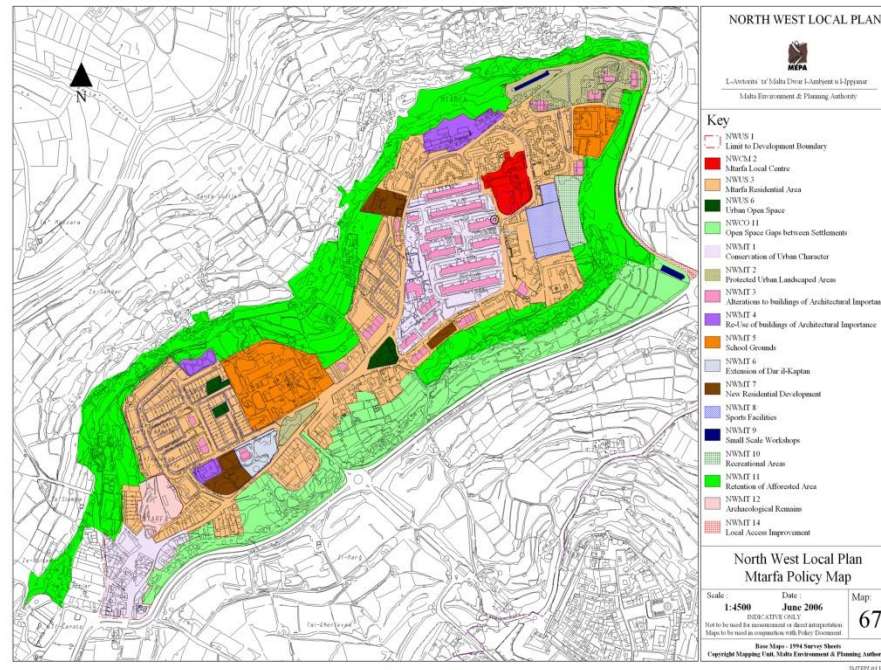 NORTH WEST LOCAL PLAN
MEPA
L-Awtorita' ta' Malta Dwar l-Ambjent u l-Ippjanar
Malta Environment & Planning Authority
Key
NWUS 1
Limit to Development Boundary
NWCM 2
Mtarfa Local Centre
NWUS 3
Mtarfa Residential Area
NWUS 6
Urban Open Space
NWCO 11
Open Space Gaps between Settlements
NWMT 1
Conservation of Urban Character
NWMT 2
Protected Urban Landscaped Areas
NWMT 3
Alterations to buildings of Architectural Importan
NWMT 4
Re-Use of buildings of Architectural Importance
NWMT 5
School Grounds
NWMT 6
Extension of Dar il-Kaptan
NWMT 7
New Residential Development
NWMT 8
Sports Facilities
NWMT 9
Small Scale Workshops
NWMT 10
Recreational Areas
NWMT 11
Retention of Afforested Area
NWMT 12
Archaeological Remains
NWMT 14
Local Access Improvement
North West Local Plan
Mtarfa Policy Map
Scale : Date : Map:
1:4500 June 2006 67
INDICATIVE ONLY
Not to be used for measurement or direct interpretation
Maps to be used in conjunction with Policy Document
Base Maps - 1994 Survey Sheets
Copyright Mapping Unit, Malta Environment & Planning Author
N
MTARFA